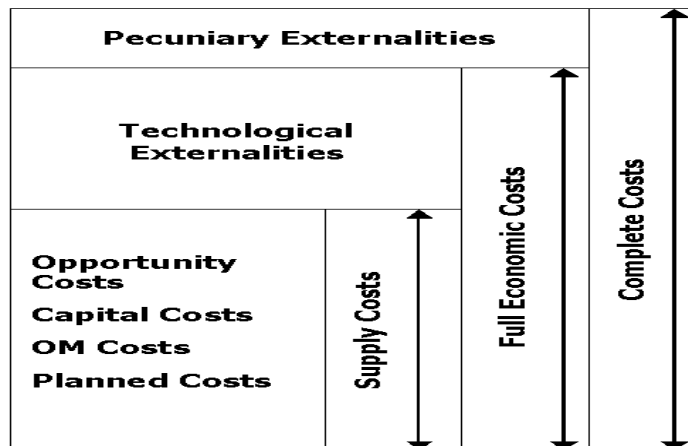 Pecuniary Externalities
Technological
Externalities
Opportunity
Costs
Capital Costs
OM Costs
Planned Costs
Supply Costs
Full Economic Costs
Complete Costs